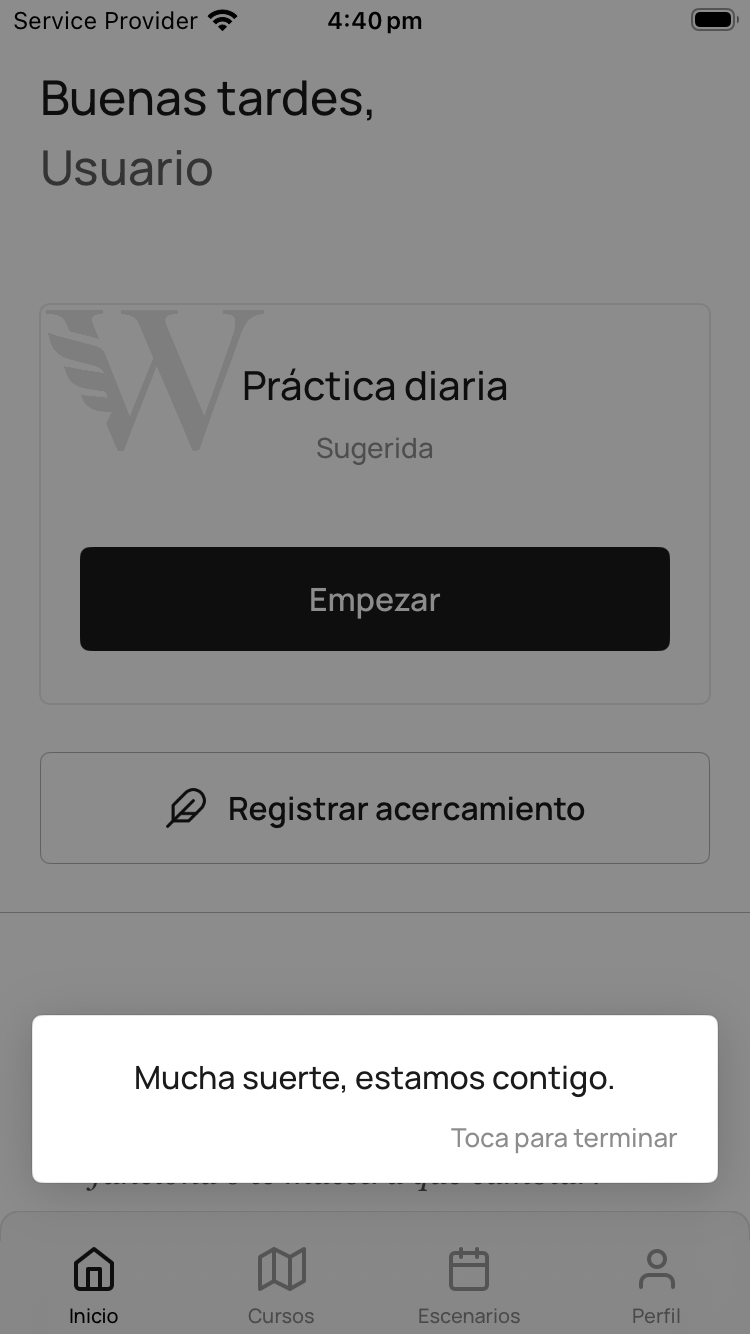 Service Provider 4:40 pm
Buenas tardes,
Usuario
W
Práctica diaria
Sugerida
Empezar
Registrar acercamiento
Mucha suerte, estamos contigo.
Toca para terminar
Inicio Cursos Escenarios Perfil